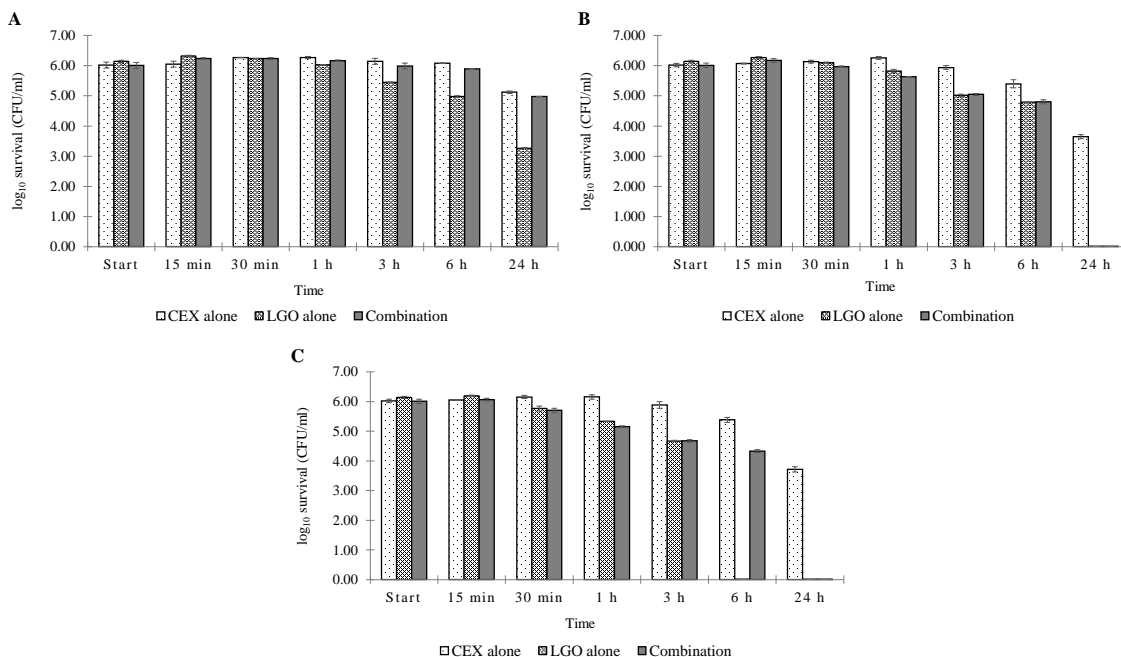 A
7.00
6.00
5.00
4.00
3.00
2.00
1.00
0.00
log₁₀ survival (CFU/ml)
Start 15 min 30 min 1 h 3 h 6 h 24 h
Time
CEX alone LGO alone Combination
B
7.000
6.000
5.000
4.000
3.000
2.000
1.000
0.000
log₁₀ survival (CFU/ml)
Start 15 min 30 min 1 h 3 h 6 h 24 h
Time
CEX alone LGO alone Combination
C
7.00
6.00
5.00
4.00
3.00
2.00
1.00
0.00
log₁₀ survival (CFU/ml)
Start 15 min 30 min 1 h 3 h 6 h 24 h
Time
CEX alone LGO alone Combination